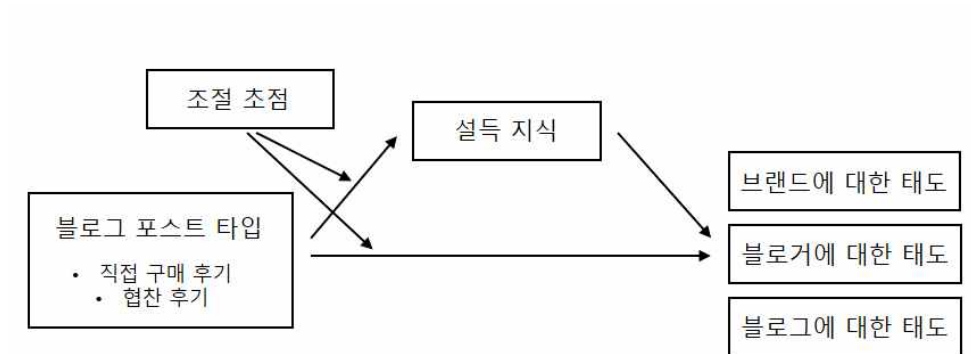 조절 초점
설득 지식
브랜드에 대한 태도
블로그 포스트 타입
블로거에 대한 태도
• 직접 구매 후기
• 협찬 후기
블로그에 대한 태도